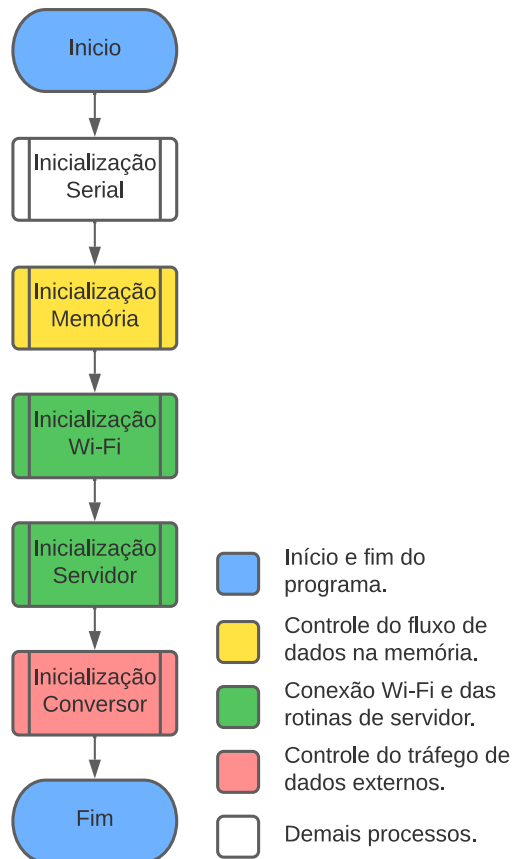 Inicio
Inicialização
Serial
Inicialização
Memória
Inicialização
Wi-Fi
Inicialização
Servidor
Inicialização
Conversor
Fim
Início e fim do
programa.
Controle do fluxo de
dados na memória.
Conexão Wi-Fi e das
rotinas de servidor.
Controle do tráfego de
dados externos.
Demais processos.